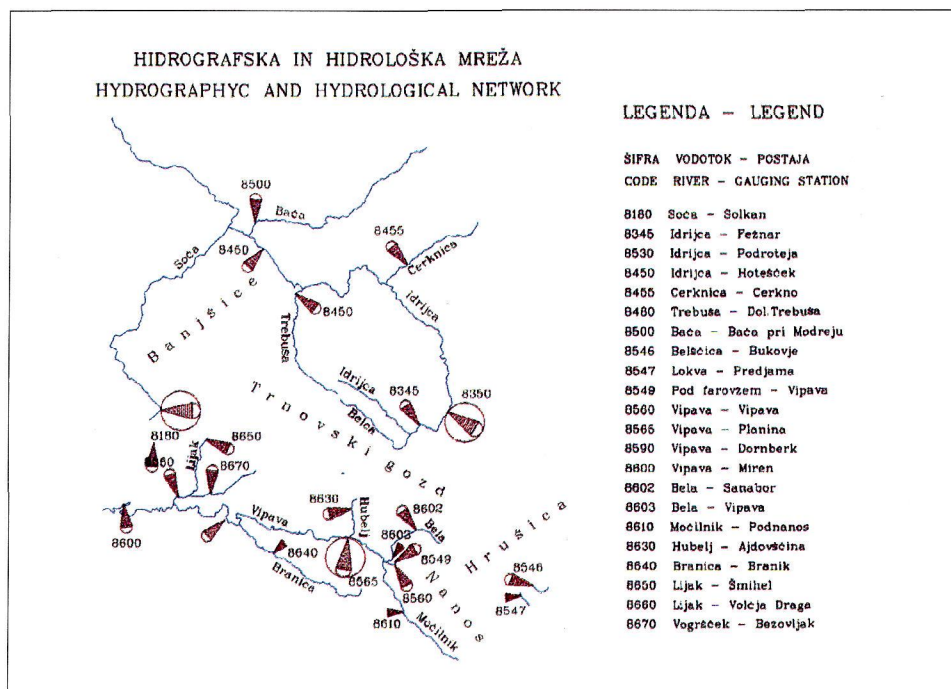 HIDROGRAFSKA IN HIDROLOŠKA MREŽA
HYDROGRAPHYC AND HYDROLOGICAL NETWORK
LEGENDA – LEGEND
ŠIFRA VODOTOK – POSTAJA
CODE RIVER – GAUGING STATION
8180 Soča – Solkan
8345 Idrijca – Fežnar
8530 Idrijca – Podroteja
8450 Idrijca – Hotešček
8455 Cerknica – Cerkno
8480 Trebuša – Dol.Trebuša
8500 Bača – Bača pri Modreju
8546 Belščica – Bukovje
8547 Lokva – Predjama
8549 Pod farovžem – Vipava
8560 Vipava – Vipava
8565 Vipava – Planina
8590 Vipava – Dornberk
8600 Vipava – Miren
8602 Bela – Sanabor
8603 Bela – Vipava
8610 Močilnik – Podnanos
8630 Hubelj – Ajdovščina
8640 Branica – Branik
8650 Lijak – Šmihel
8660 Lijak – Volčja Draga
8670 Vogršček – Bezovljak
8500
Bača
8455
Cerknica
8450
Soča
Idrijca
Banjšice
8450
Trebuša
Idrijca
8345
8350
Belca
Trnovski gozd
8180
8650
Lijak
8670
8600
Vipava
8630
Hubelj
8602
Bela
8603
8549
8640
Branica
8565
8560
Nanos
Hrušica
8546
8547
8610
Močilnik